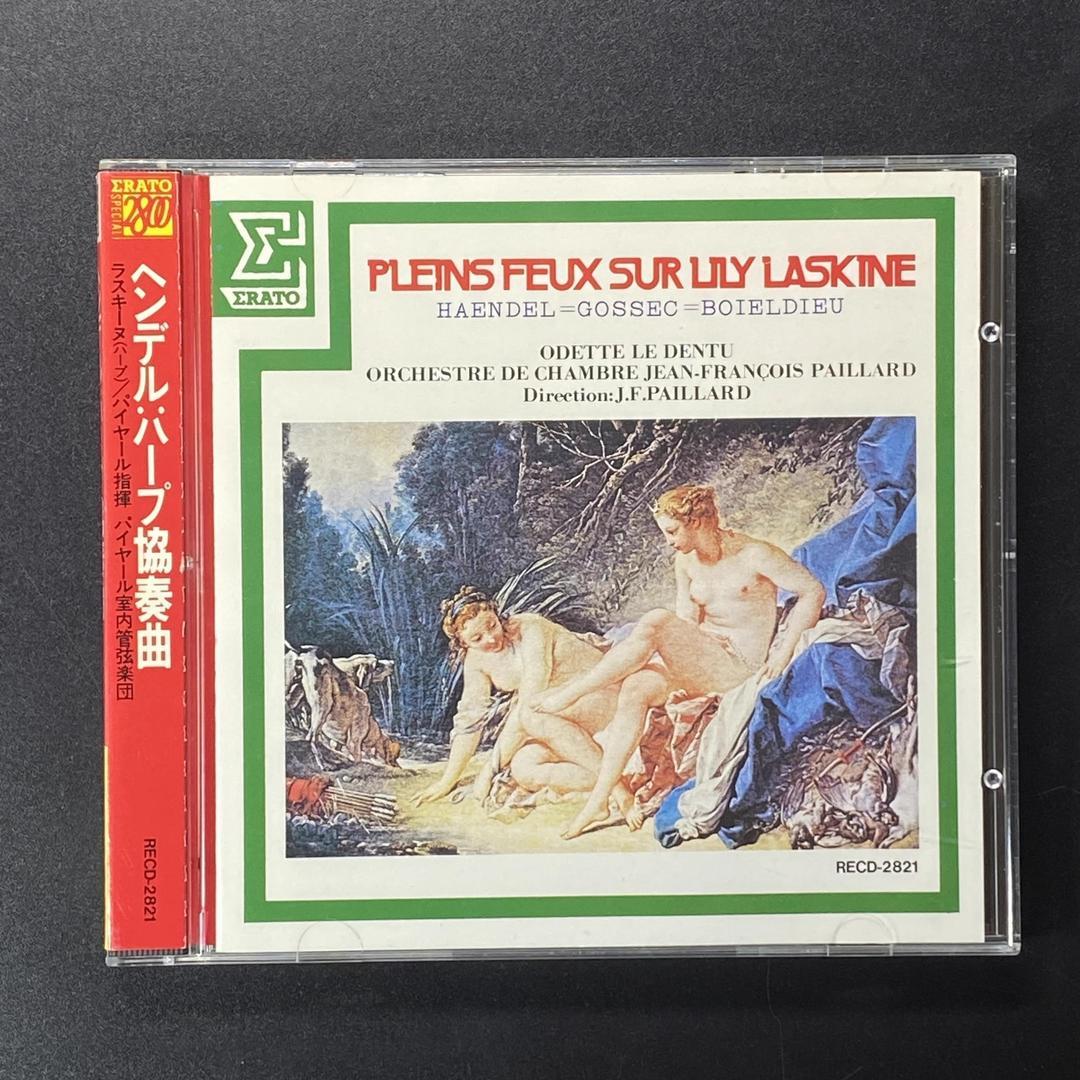 ΣRATO
SPECIAL
280
ヘンデル:ハープ協奏曲
ラスキーヌ(ハープ)/パイヤール指揮 パイヤール室内管弦楽団
RECD-2821
ΣRATO
PLEINS FEUX SUR LILY LASKINE
HAENDEL=GOSSEC=BOIELDIEU
ODETTE LE DENTU
ORCHESTRE DE CHAMBRE JEAN-FRANÇOIS PAILLARD
Direction:J.F.PAILLARD
RECD-2821